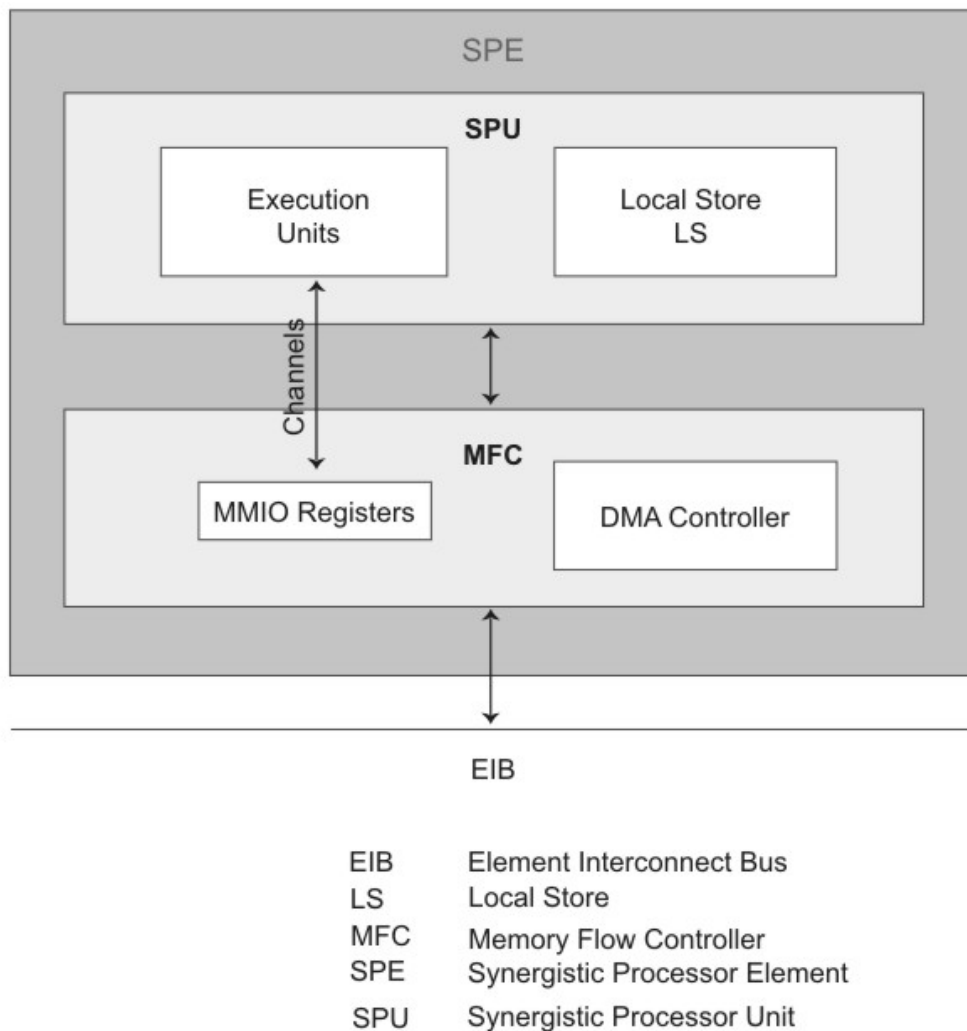 SPE
SPU
Execution
Units
Local Store
LS
Channels
MFC
MMIO Registers
DMA Controller
EIB
EIB Element Interconnect Bus
LS Local Store
MFC Memory Flow Controller
SPE Synergistic Processor Element
SPU Synergistic Processor Unit